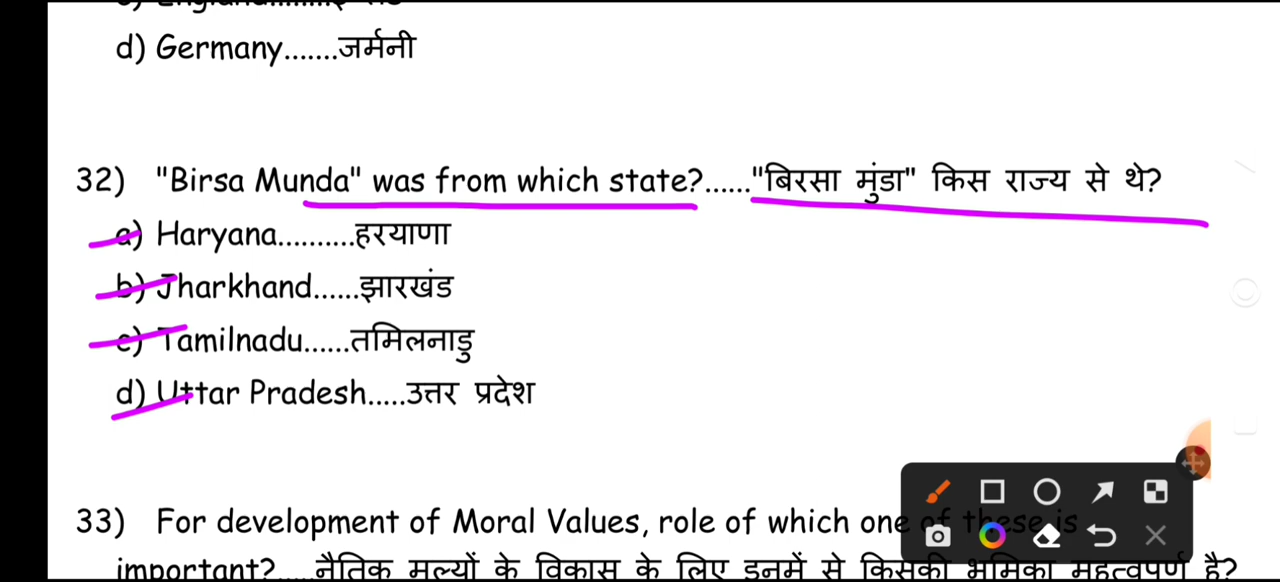 d) Germany.......जर्मनी
32) "Birsa Munda" was from which state?......"बिरसा मुंडा" किस राज्य से थे?
a) Haryana..........हरयाणा
b) Jharkhand......झारखंड
c) Tamilnadu......तमिलनाडु
d) Uttar Pradesh.....उत्तर प्रदेश
33) For development of Moral Values, role of which one of these is
important?.....नैतिक मूल्यों के विकास के लिए इनमें से किसकी भूमिका महत्वपूर्ण है?